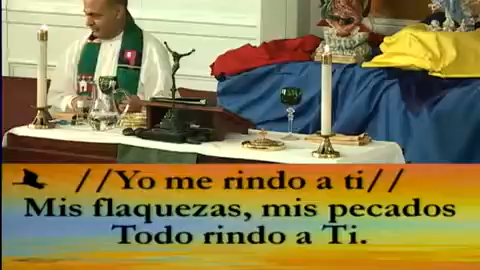 //Yo me rindo a ti//
Mis flaquezas, mis pecados
Todo rindo a Ti.